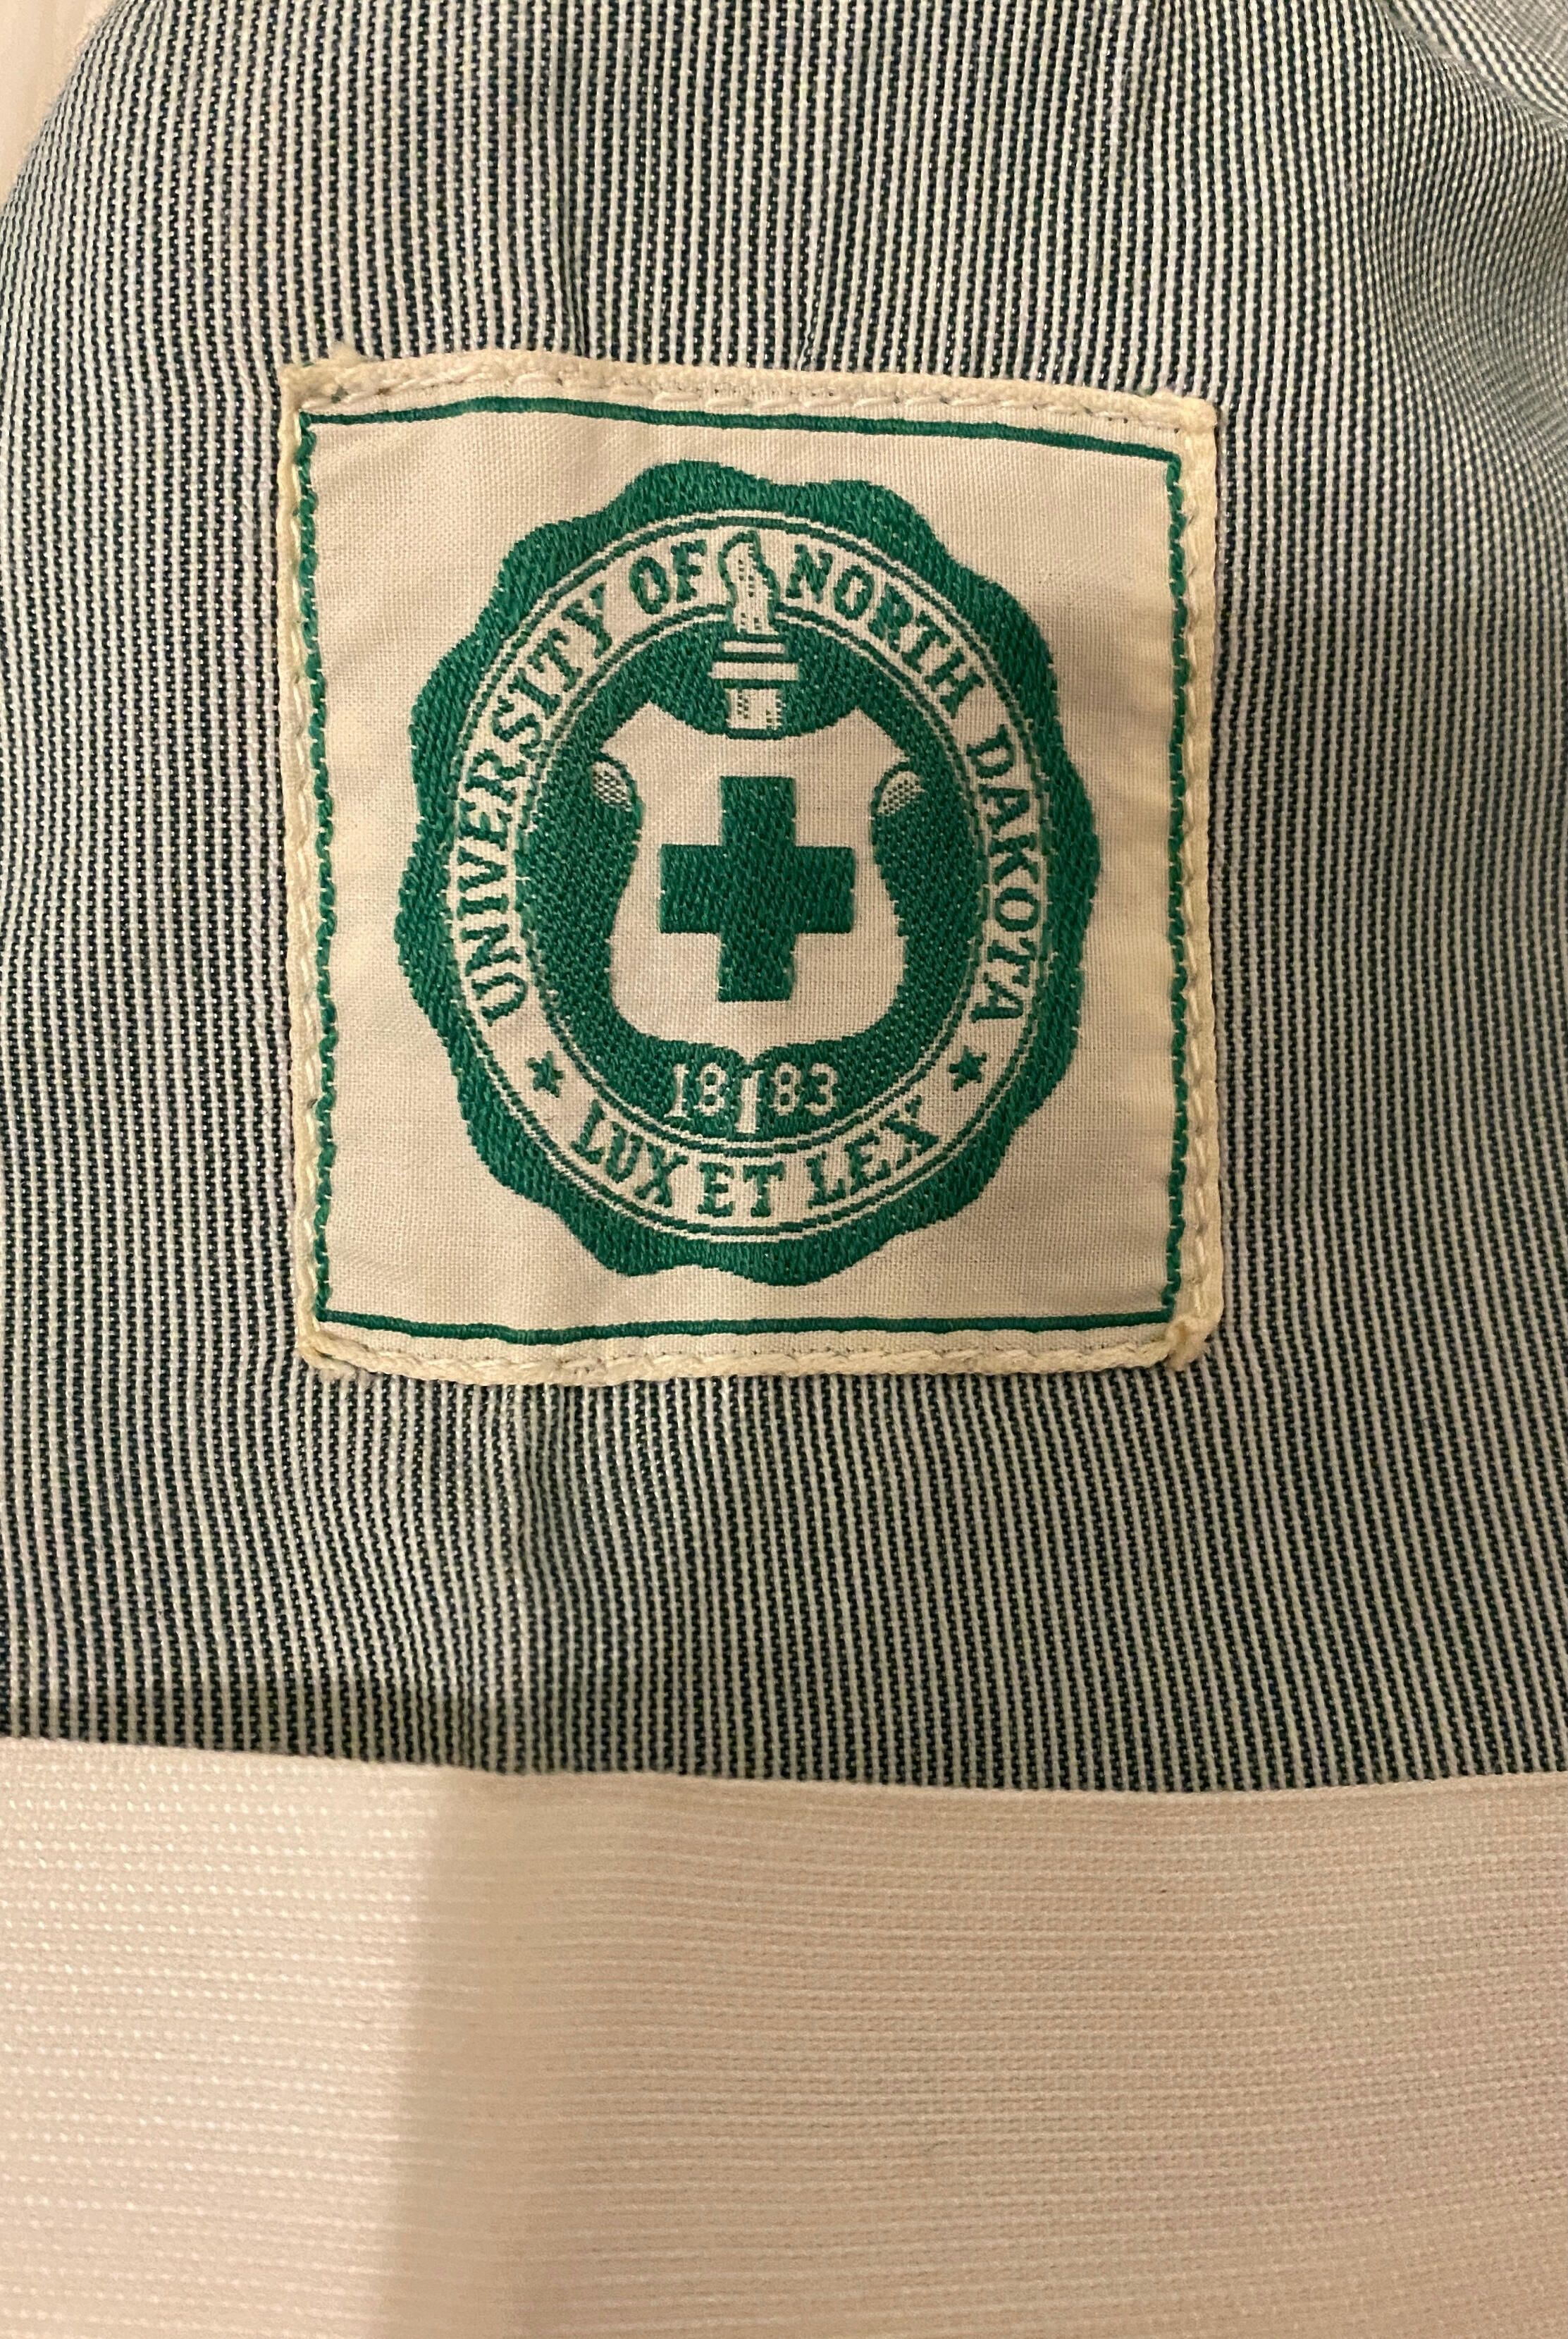 UNIVERSITY OF NORTH DAKOTA
1883
★ LUX ET LEX ★